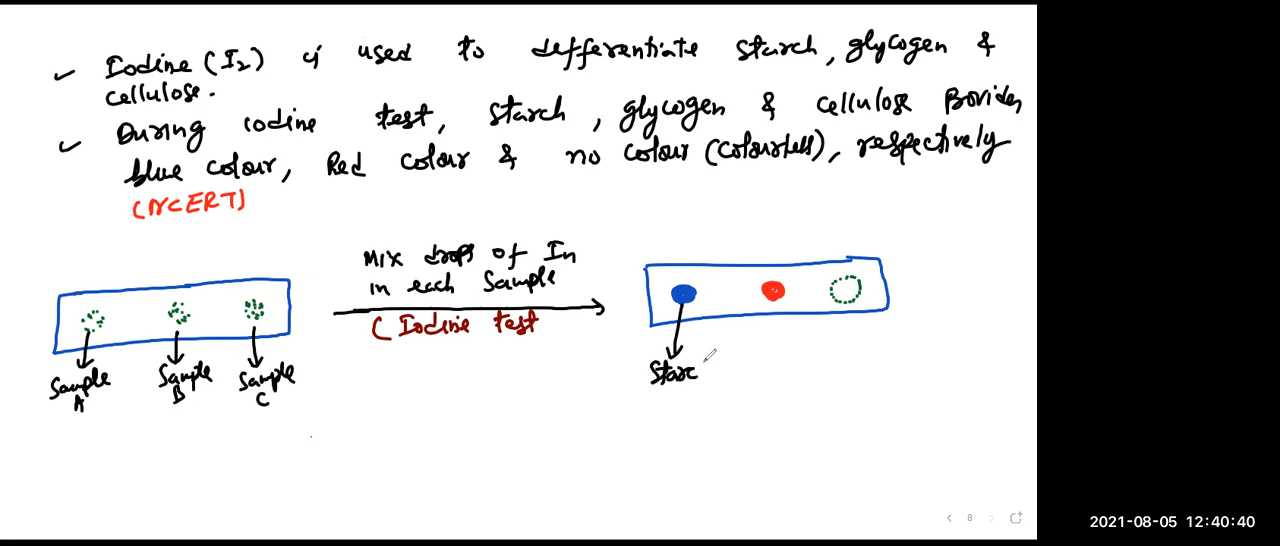 Iodine (I2) is used to defferentiate starch, glycogen &
cellulose.
During iodine test, starch, glycogen & cellulose Provides
blue colour, Red colour & no colour (colourless), respectively
(NCERT)
Mix drops of In
in each Sample
(Iodine test
Sample
A
Sample
B
Sample
C
Starc
8
2021-08-05 12:40:40